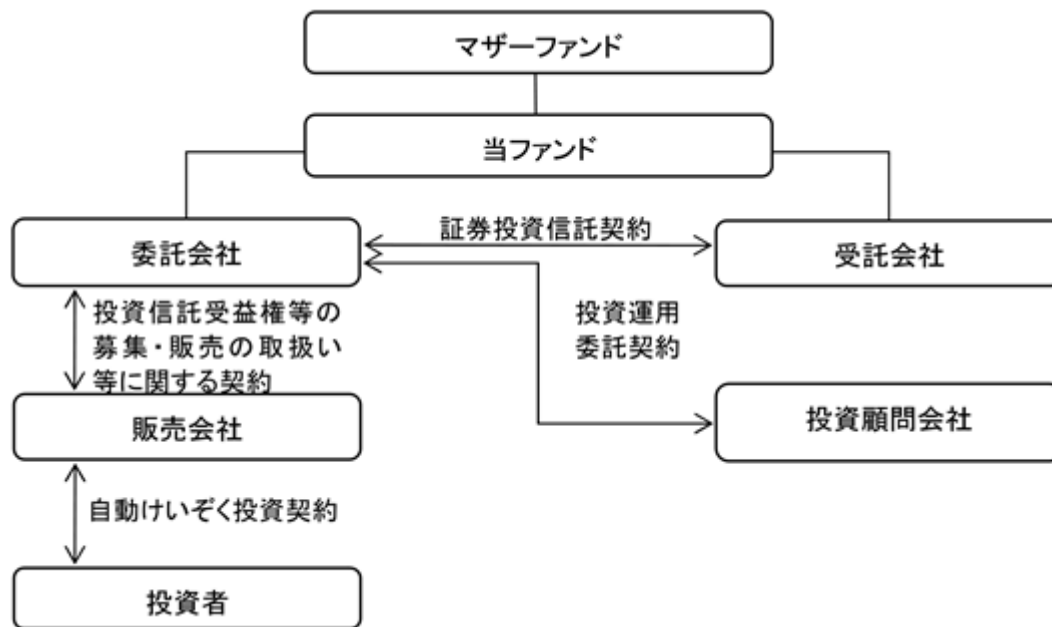 マザーファンド
当ファンド
委託会社
証券投資信託契約
受託会社
投資信託受益権等の
募集・販売の取扱い
等に関する契約
投資運用
委託契約
販売会社
投資顧問会社
自動けいぞく投資契約
投資者